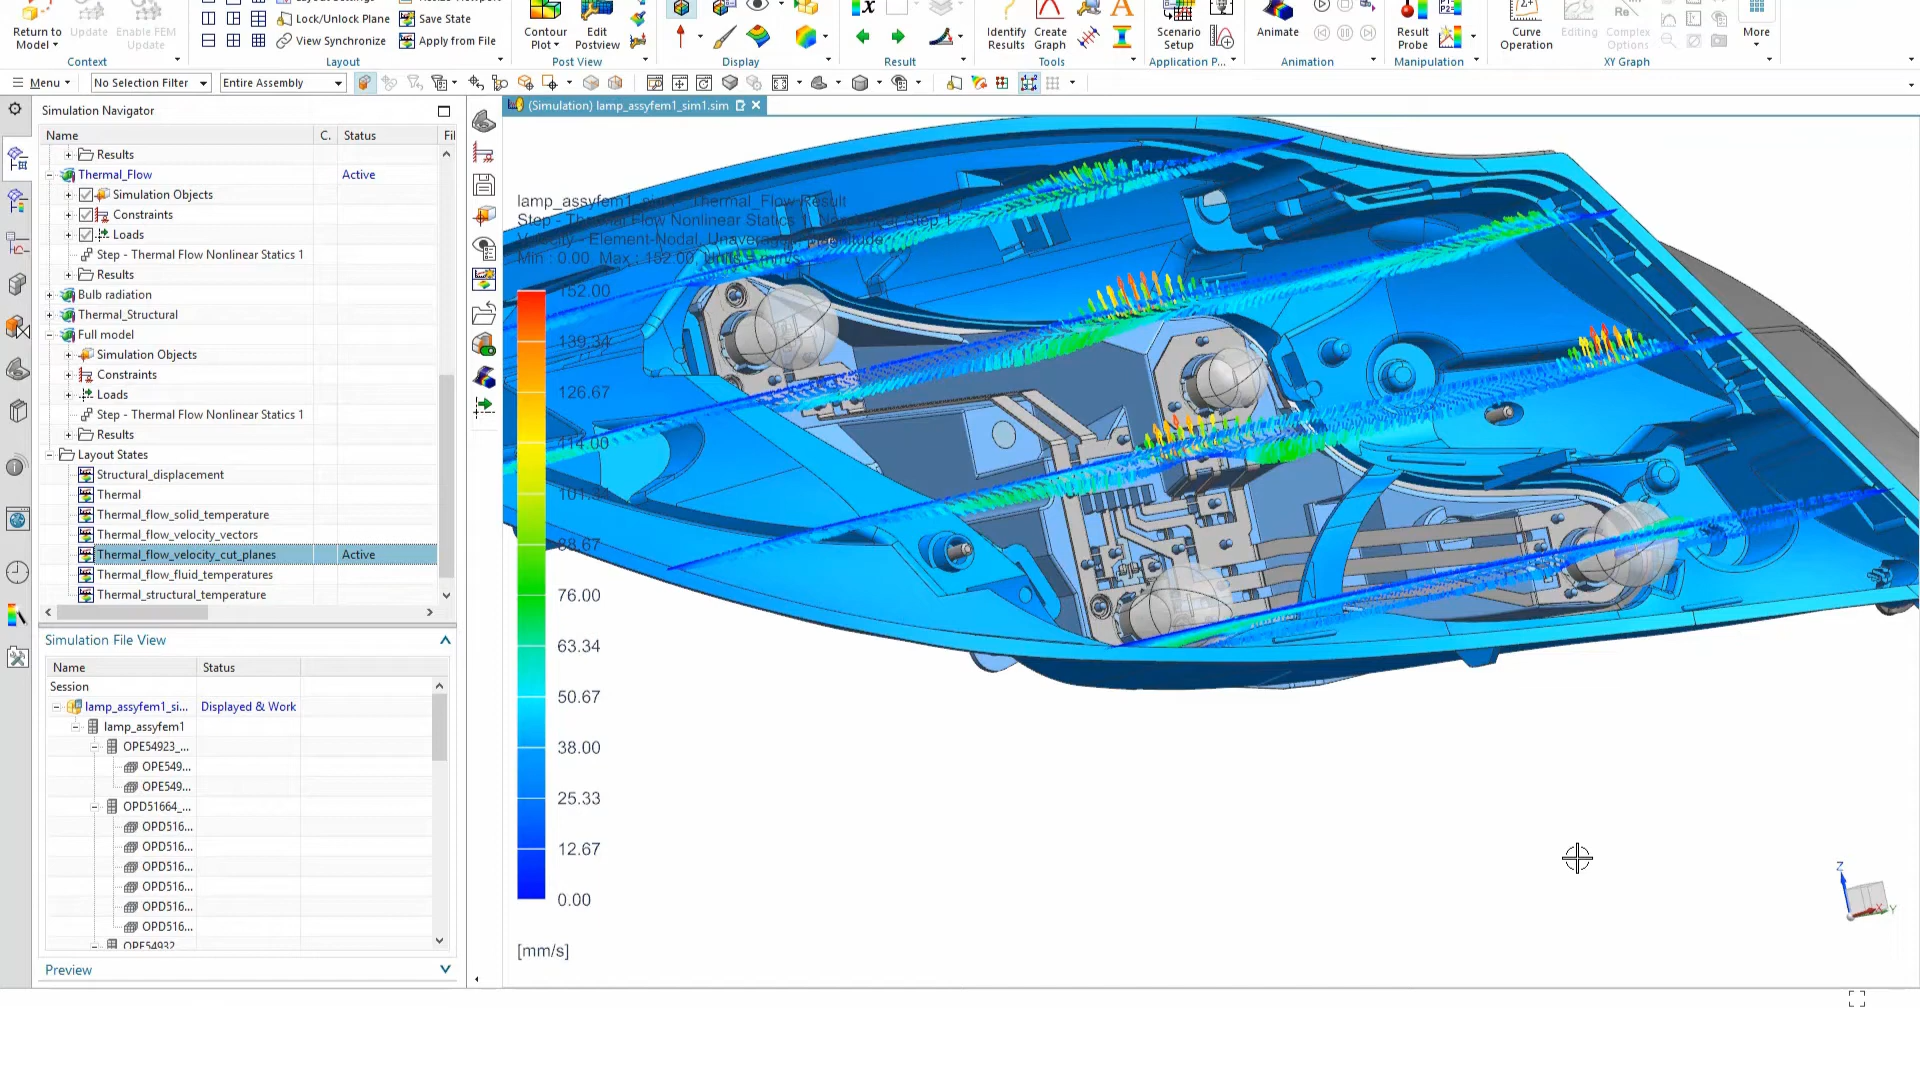 Return to
Model
Update
Enable FEM
Update
Context
Lock/Unlock Plane
View Synchronize
Save State
Apply from File
Layout
Contour
Plot
Edit
Postview
Post View
Display
Result
Identify
Results
Create
Graph
Tools
Scenario
Setup
Application P...
Animate
Animation
Result
Probe
Manipulation
Curve
Operation
Editing
Complex
Options
XY Graph
More
Menu
No Selection Filter
Entire Assembly
Simulation Navigator
(Simulation) lamp_assyfem1_sim1.sim
Name
C.
Status
Fil
Results
Thermal_Flow
Active
Simulation Objects
Constraints
Loads
Step - Thermal Flow Nonlinear Statics 1
Results
Bulb radiation
Thermal_Structural
Full model
Simulation Objects
Constraints
Loads
Step - Thermal Flow Nonlinear Statics 1
Results
Layout States
Structural_displacement
Thermal
Thermal_flow_solid_temperature
Thermal_flow_velocity_vectors
Thermal_flow_velocity_cut_planes
Active
Thermal_flow_fluid_temperatures
Thermal_structural_temperature
Simulation File View
Name
Status
Session
lamp_assyfem1_si...
Displayed & Work
lamp_assyfem1
OPE54923_...
OPE549...
OPE549...
OPD51664_...
OPD516...
OPD516...
OPD516...
OPD516...
OPD516...
OPD516...
OPE54932
Preview
Thermal_Flow Result
Step - Thermal Flow Nonlinear Statics 1,
Velocity - Element-Nodal, Unaveraged, Magnitude
Min : 0.00, Max : 152.00, Units = mm/s
152.00
139.34
126.67
114.00
101.34
88.67
76.00
63.34
50.67
38.00
25.33
12.67
0.00
[mm/s]
Z
X
Y